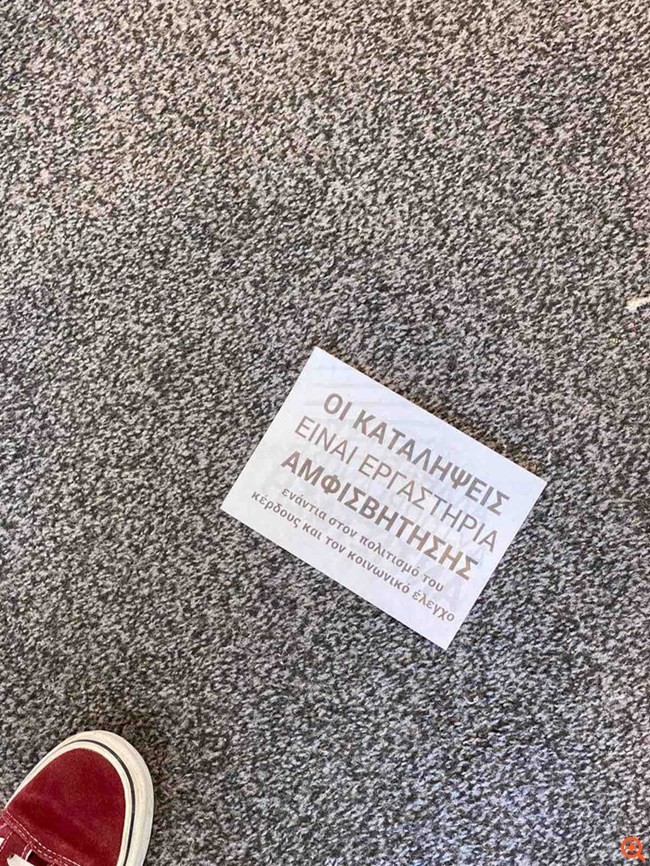 ΟΙ ΚΑΤΑΛΗΨΕΙΣ
ΕΙΝΑΙ ΕΡΓΑΣΤΗΡΙΑ
ΑΜΦΙΣΒΗΤΗΣΗΣ
ενάντια στον πολιτισμό του
κέρδους και τον κοινωνικό έλεγχο